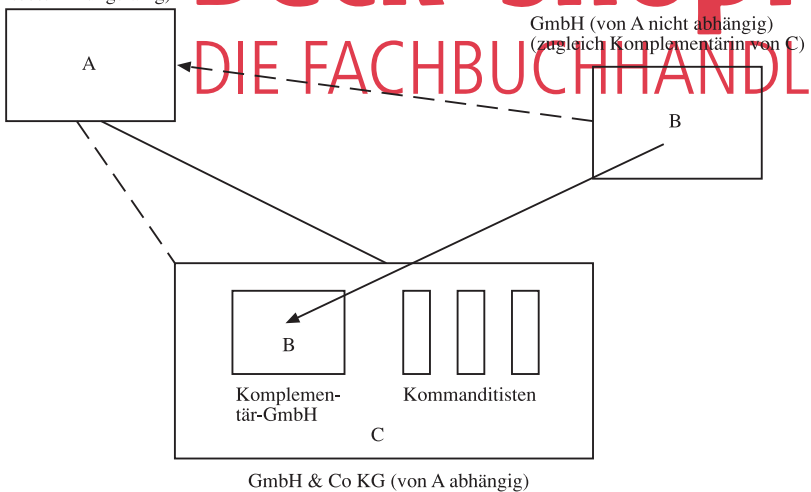 GmbH (von A nicht abhängig)
(zugleich Komplementärin von C)
DIE FACHBUCHHANDL
A
B
B
Komplemen-
tär-GmbH
Kommanditisten
C
GmbH & Co KG (von A abhängig)